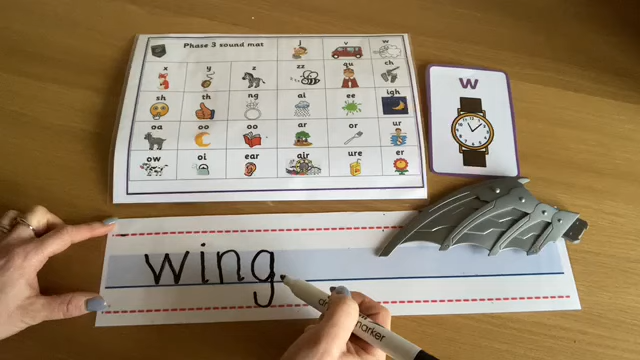 Phase 3 sound mat
j v w
x y z zz qu ch
sh th ng ai ee igh
oa oo oo ar or ur
ow oi ear air ure er
w
wing
marker